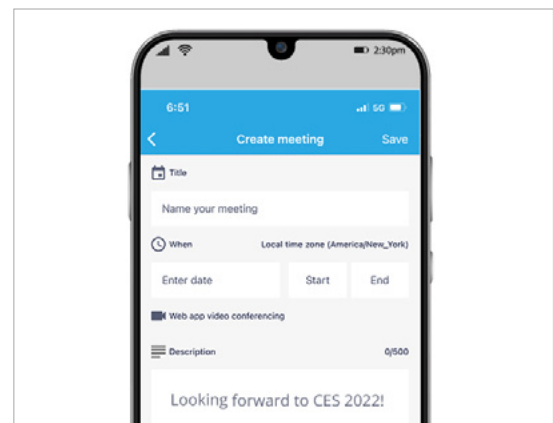 2:30pm
6:51 5G
Create meeting Save
Title
Name your meeting
When Local time zone (America/New_York)
Enter date Start End
Web app video conferencing
Description 0/500
Looking forward to CES 2022!